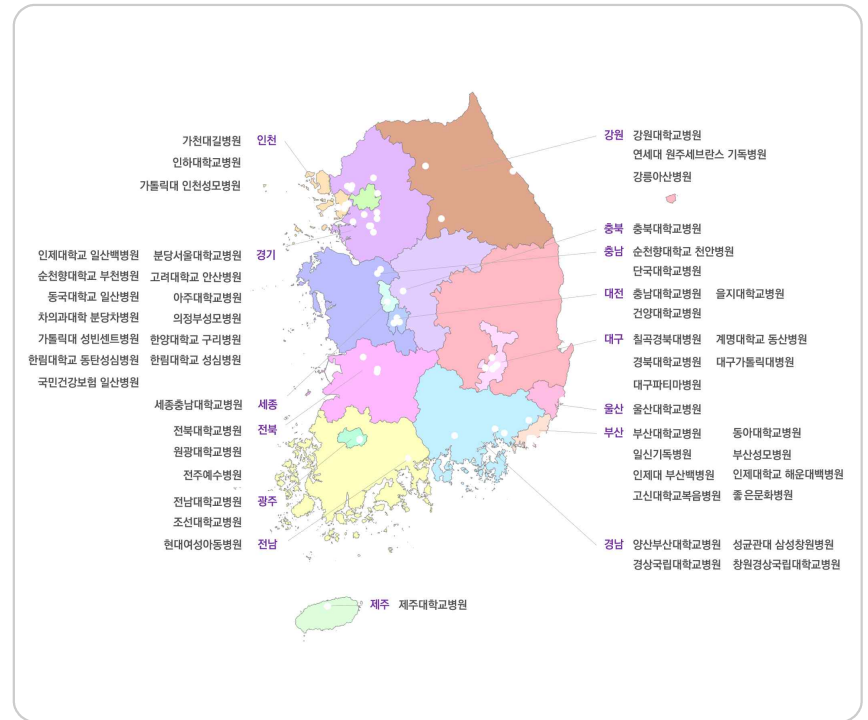 인천 가천대길병원
인하대학교병원
가톨릭대 인천성모병원
경기 인제대학교 일산백병원 분당서울대학교병원
순천향대학교 부천병원 고려대학교 안산병원
동국대학교 일산병원 아주대학교병원
차의과대학 분당차병원 의정부성모병원
가톨릭대 성빈센트병원 한양대학교 구리병원
한림대학교 동탄성심병원 한림대학교 성심병원
국민건강보험 일산병원
세종 세종충남대학교병원
전북 전북대학교병원
원광대학교병원
전주예수병원
광주 전남대학교병원
조선대학교병원
전남 현대여성아동병원
제주 제주대학교병원
강원 강원대학교병원
연세대 원주세브란스 기독병원
강릉아산병원
충북 충북대학교병원
충남 순천향대학교 천안병원
단국대학교병원
대전 충남대학교병원 을지대학교병원
건양대학교병원
대구 칠곡경북대병원 계명대학교 동산병원
경북대학교병원 대구가톨릭대병원
대구파티마병원
울산 울산대학교병원
부산 부산대학교병원 동아대학교병원
일신기독병원 부산성모병원
인제대 부산백병원 인제대학교 해운대백병원
고신대학교복음병원 좋은문화병원
경남 양산부산대학교병원 성균관대 삼성창원병원
경상국립대학교병원 창원경상국립대학교병원